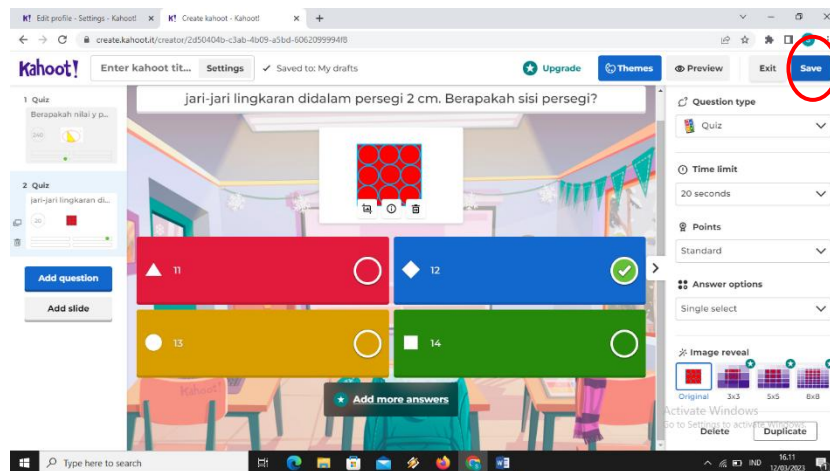 K! Edit profile - Settings - Kahoot! × K! Create kahoot - Kahoot! × +
create.kahoot.it/creator/2d50404b-c3ab-4b09-a5bd-6062099994f8
Kahoot! Enter kahoot tit... Settings Saved to: My drafts Upgrade Themes Preview Exit Save
1 Quiz
Berapakah nilai y p...
240
2 Quiz
jari-jari lingkaran di...
20
Add question
Add slide
jari-jari lingkaran didalam persegi 2 cm. Berapakah sisi persegi?
11
12
13
14
Add more answers
Question type
Quiz
Time limit
20 seconds
Points
Standard
Answer options
Single select
Image reveal
Original 3x3 5x5 8x8
Activate Windows
Go to Settings to activate Windows.
Delete Duplicate
Kahoot!
Type here to search
IND
16.11
12/03/2023